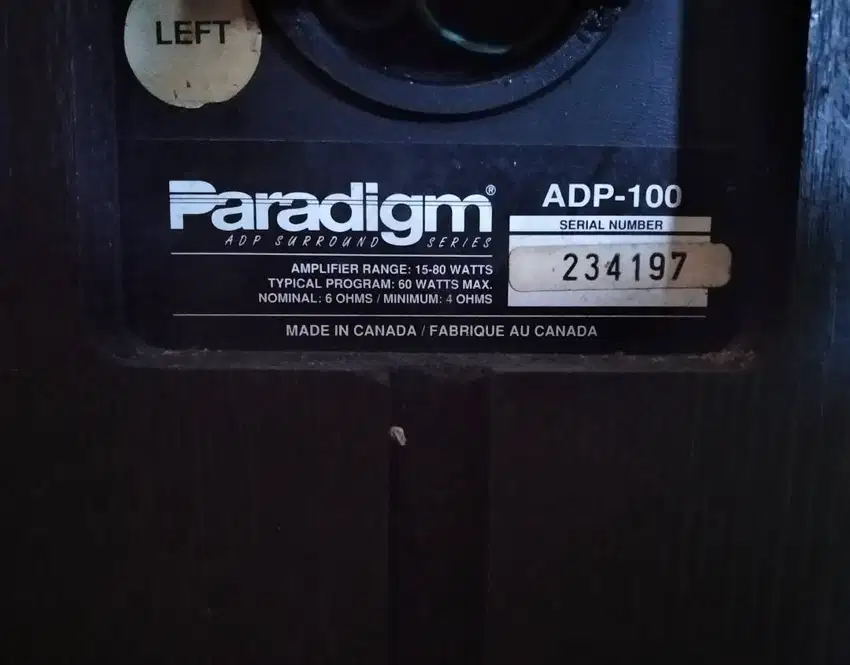 LEFT
Paradigm®
ADP SURROUND SERIES
AMPLIFIER RANGE: 15-80 WATTS
TYPICAL PROGRAM: 60 WATTS MAX.
NOMINAL: 6 OHMS / MINIMUM: 4 OHMS
ADP-100
SERIAL NUMBER
234197
MADE IN CANADA / FABRIQUE AU CANADA